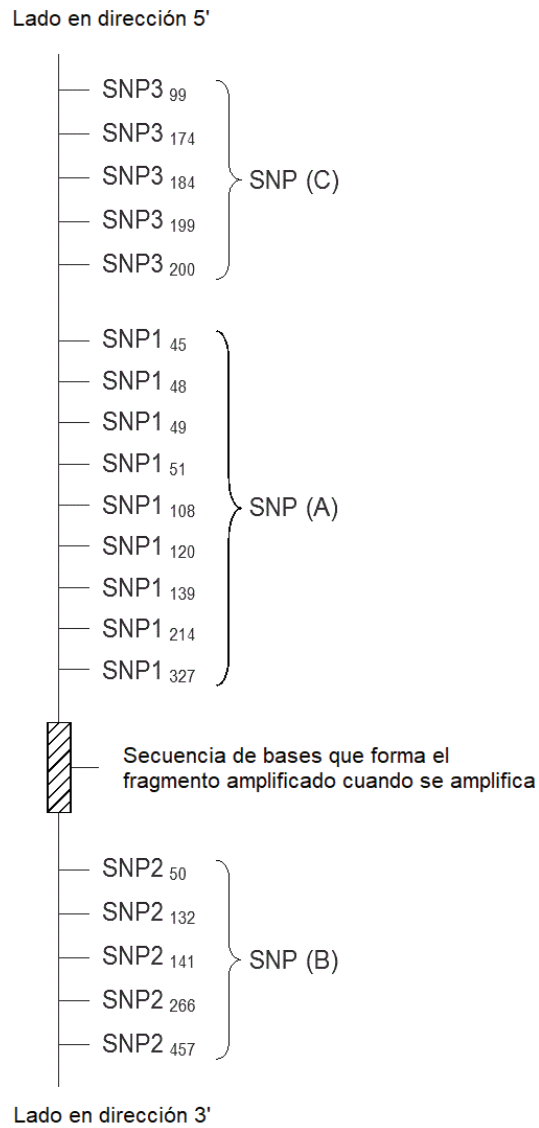 Lado en dirección 5'
SNP3 99
SNP3 174
SNP3 184
SNP (C)
SNP3 199
SNP3 200
SNP1 45
SNP1 48
SNP1 49
SNP1 51
SNP1 108
SNP (A)
SNP1 120
SNP1 139
SNP1 214
SNP1 327
Secuencia de bases que forma el
fragmento amplificado cuando se amplifica
SNP2 50
SNP2 132
SNP2 141
SNP (B)
SNP2 266
SNP2 457
Lado en dirección 3'